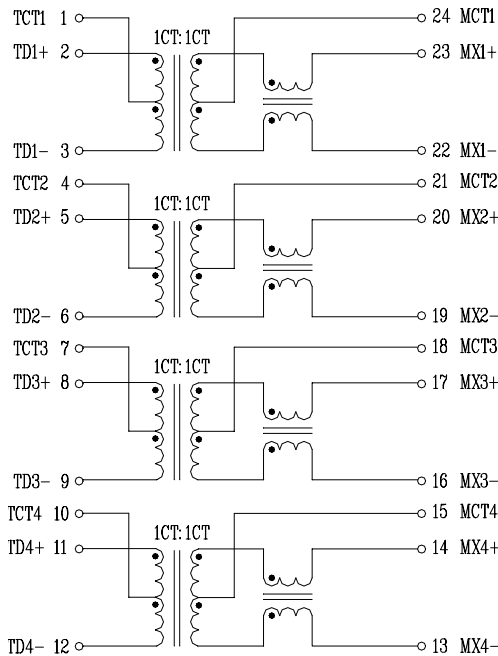 TCT1 1 24 MCT1
1CT:1CT
TD1+ 2 23 MX1+
TD1- 3 22 MX1-
TCT2 4 21 MCT2
1CT:1CT
TD2+ 5 20 MX2+
TD2- 6 19 MX2-
TCT3 7 18 MCT3
1CT:1CT
TD3+ 8 17 MX3+
TD3- 9 16 MX3-
TCT4 10 15 MCT4
1CT:1CT
TD4+ 11 14 MX4+
TD4- 12 13 MX4-